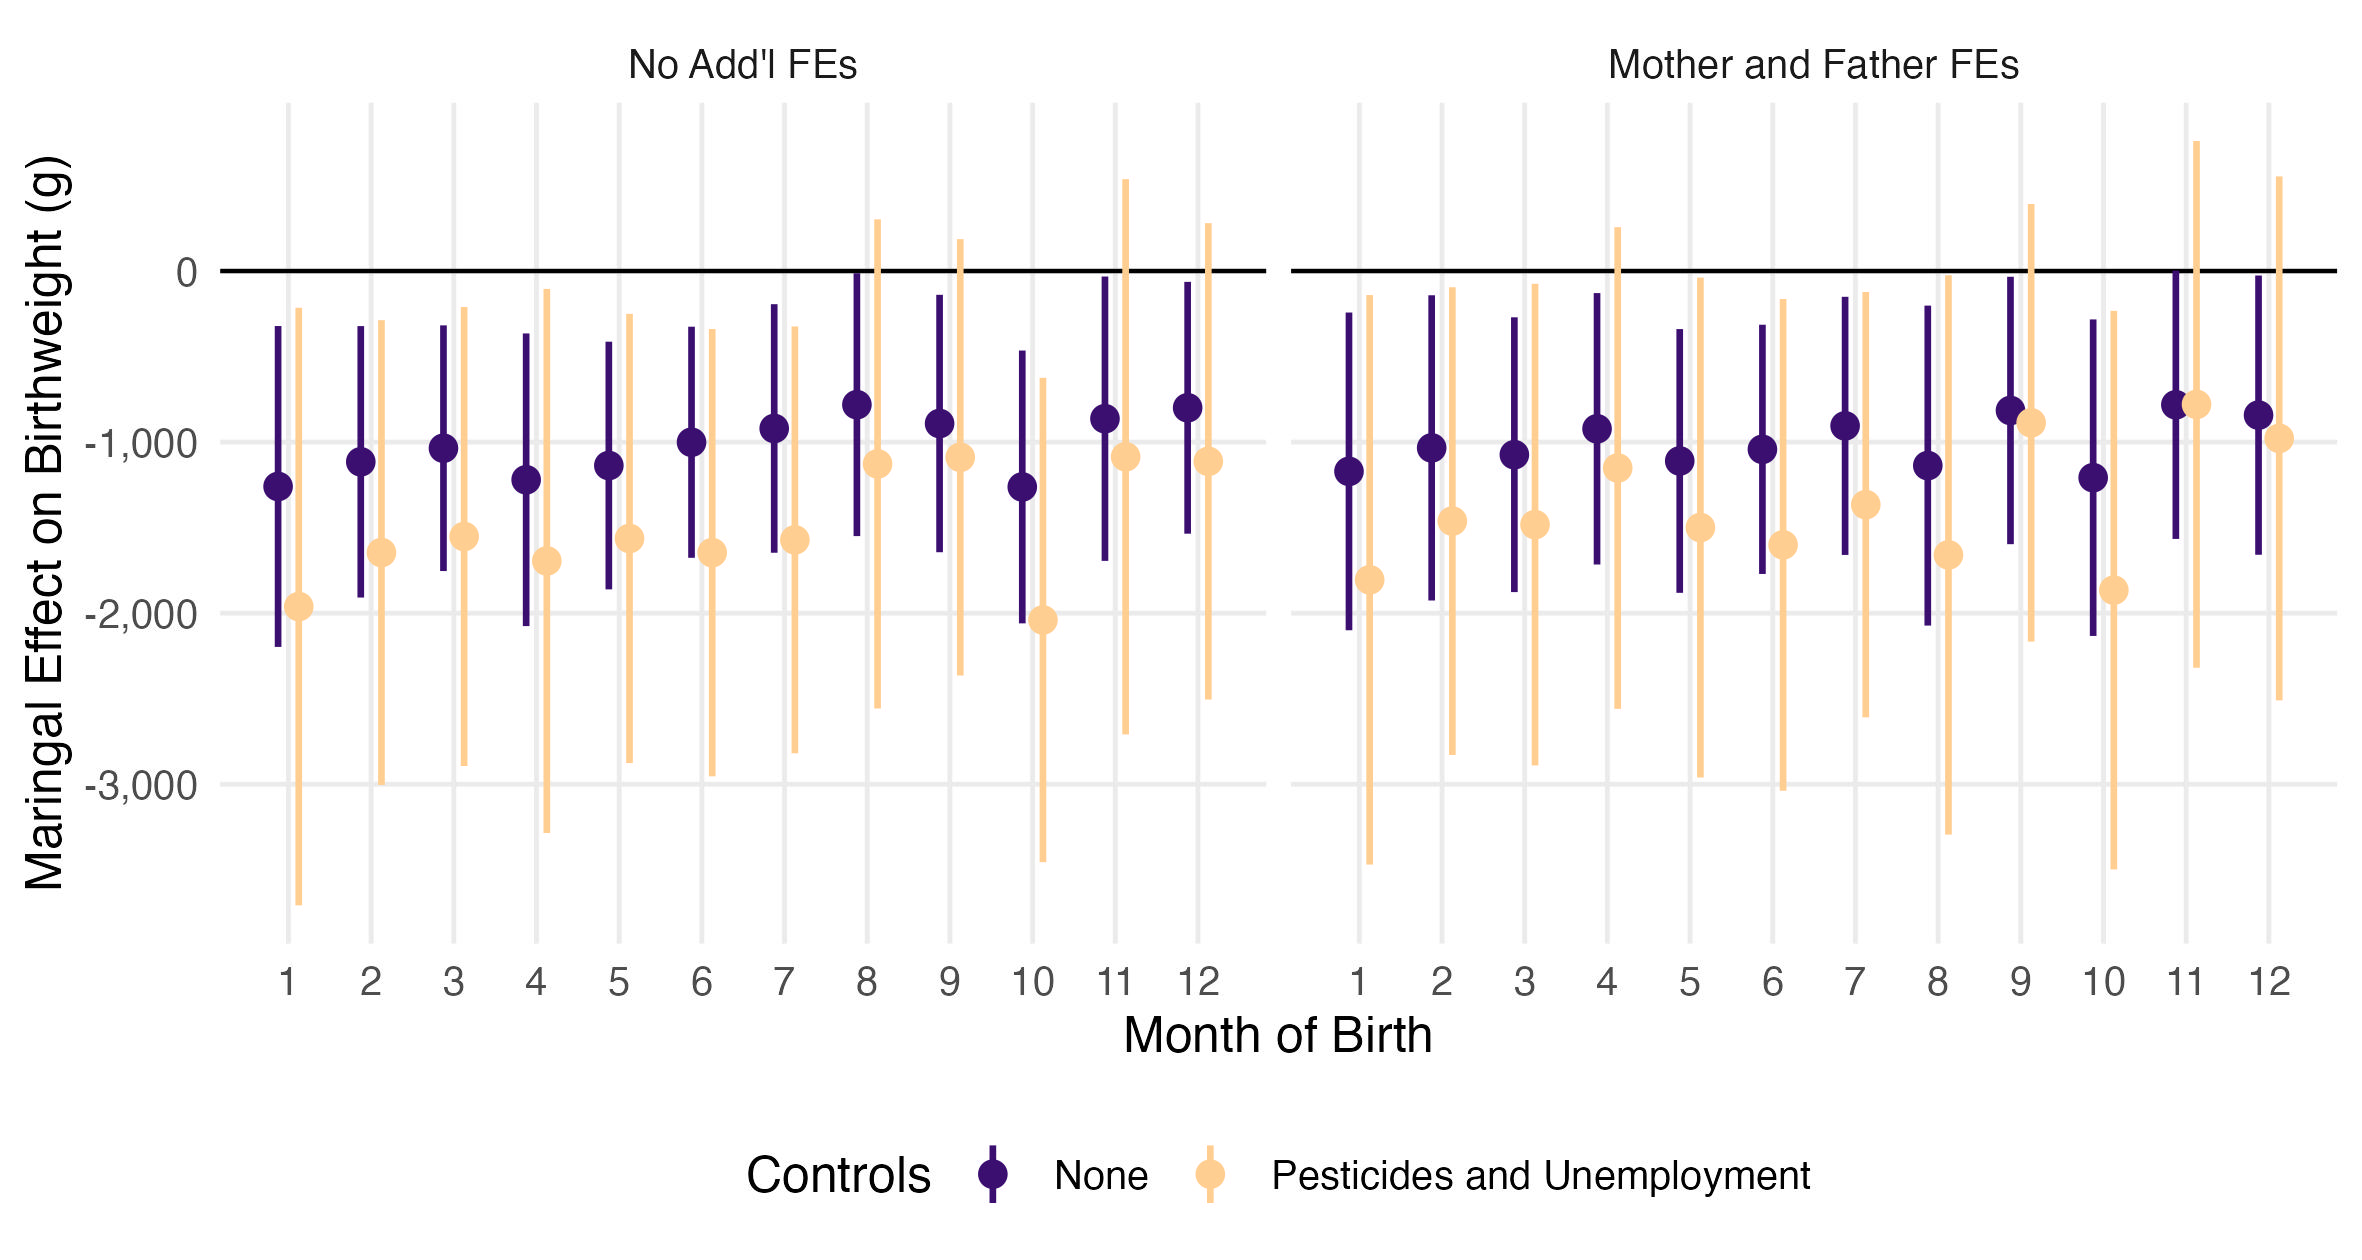 No Add'l FEs
Mother and Father FEs
Maringal Effect on Birthweight (g)
0
-1,000
-2,000
-3,000
1 2 3 4 5 6 7 8 9 10 11 12
1 2 3 4 5 6 7 8 9 10 11 12
Month of Birth
Controls None Pesticides and Unemployment